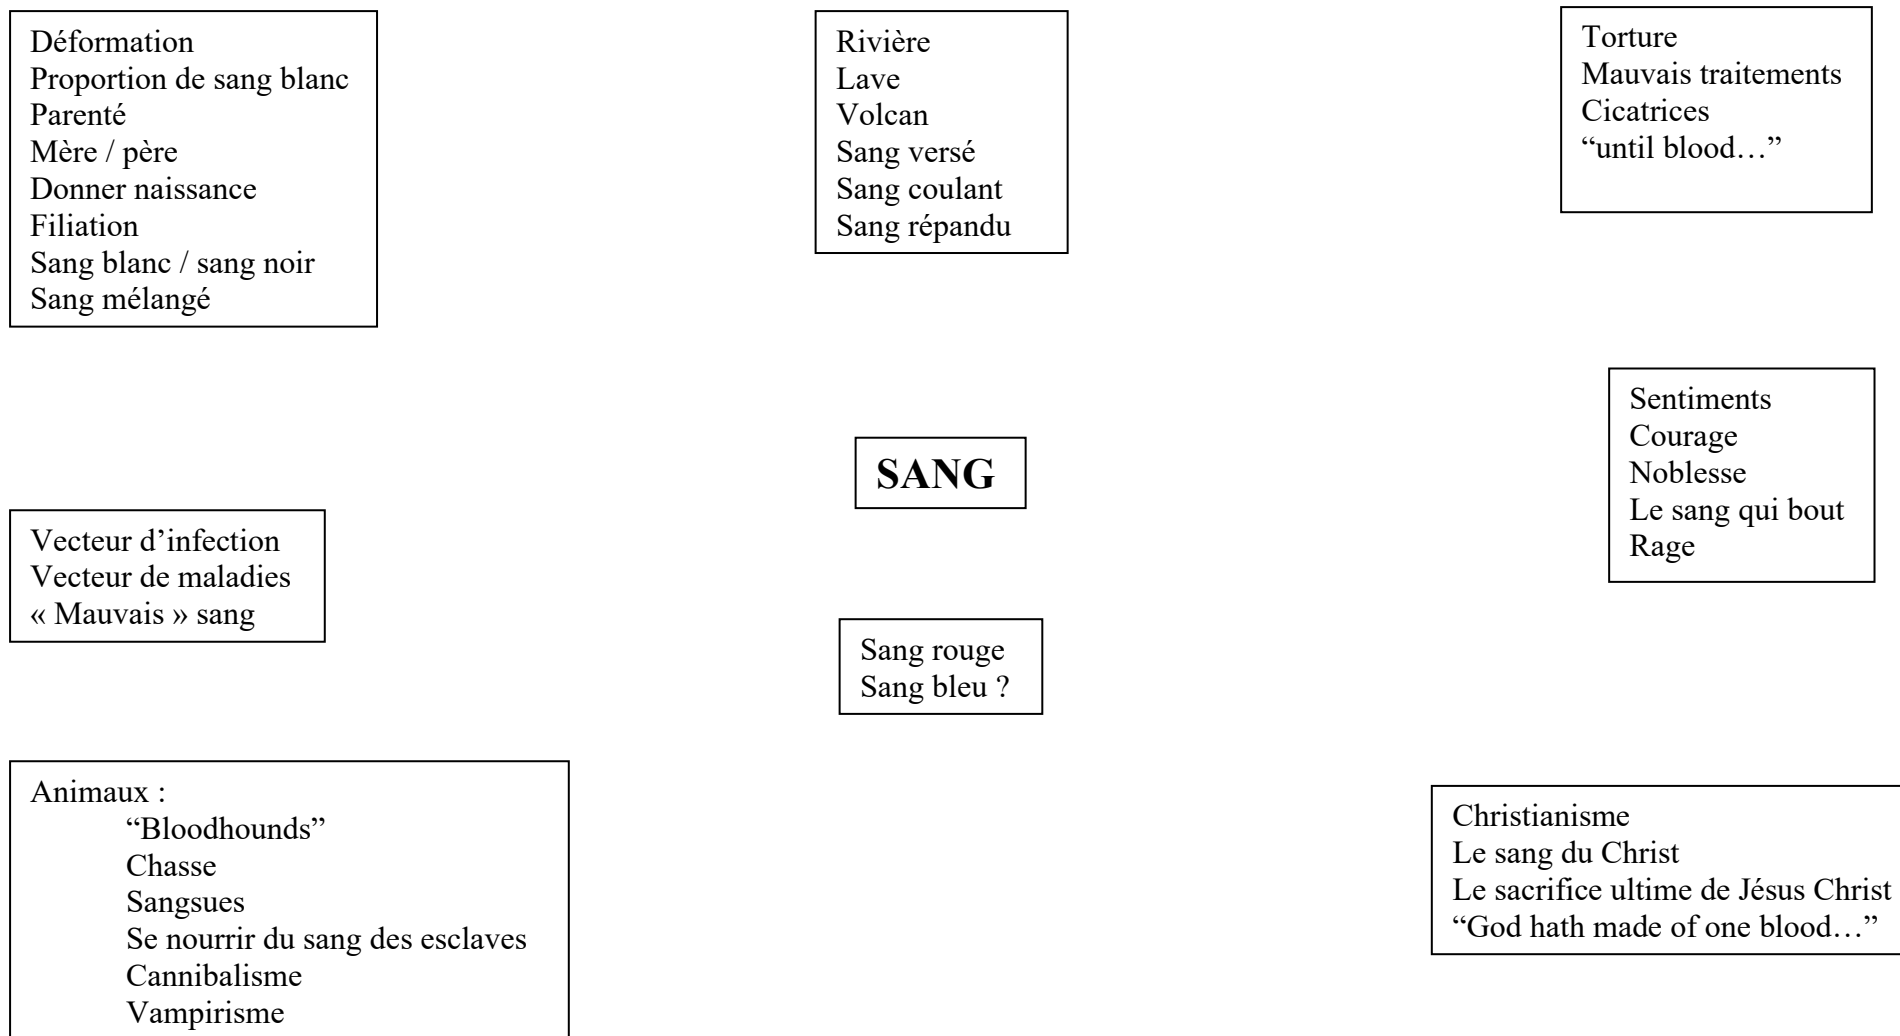 Déformation
Proportion de sang blanc
Parenté
Mère / père
Donner naissance
Filiation
Sang blanc / sang noir
Sang mélangé
Rivière
Lave
Volcan
Sang versé
Sang coulant
Sang répandu
Torture
Mauvais traitements
Cicatrices
“until blood…”
Sentiments
Courage
Noblesse
Le sang qui bout
Rage
SANG
Vecteur d’infection
Vecteur de maladies
« Mauvais » sang
Sang rouge
Sang bleu ?
Animaux :
“Bloodhounds”
Chasse
Sangsues
Se nourrir du sang des esclaves
Cannibalisme
Vampirisme
Christianisme
Le sang du Christ
Le sacrifice ultime de Jésus Christ
“God hath made of one blood…”